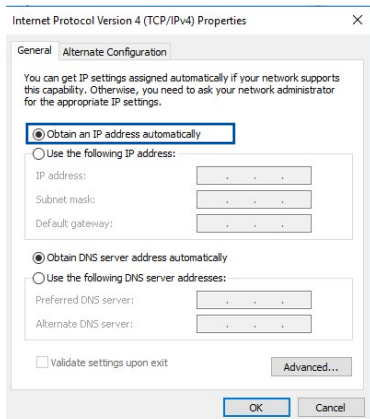 Internet Protocol Version 4 (TCP/IPv4) Properties
General Alternate Configuration
You can get IP settings assigned automatically if your network supports
this capability. Otherwise, you need to ask your network administrator
for the appropriate IP settings.
Obtain an IP address automatically
Use the following IP address:
IP address:
Subnet mask:
Default gateway:
Obtain DNS server address automatically
Use the following DNS server addresses:
Preferred DNS server:
Alternate DNS server:
Validate settings upon exit
Advanced...
OK Cancel